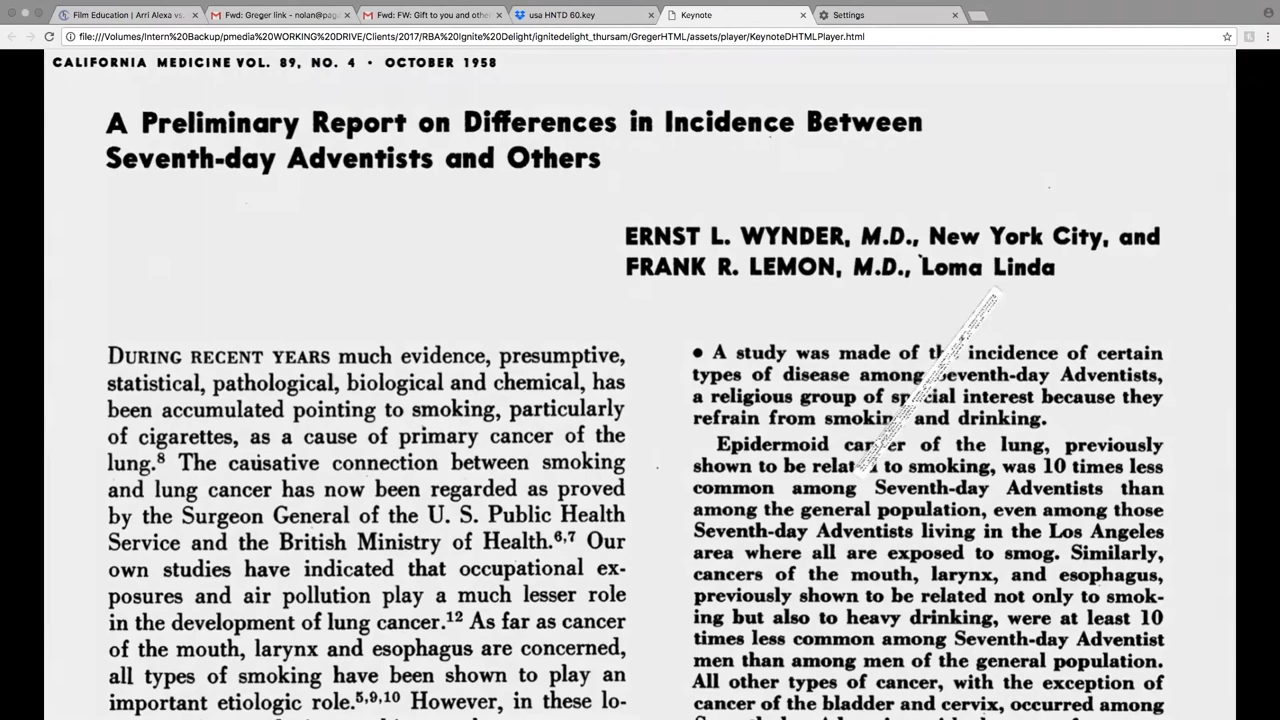 Film Education | Arri Alexa vs.
Fwd: Greger link - nolan@pag
Fwd: FW: Gift to you and othe
usa HNTD 60.key
Keynote
Settings
file:///Volumes/Intern%20Backup/pmedia%20WORKING%20DRIVE/Clients/2017/RBA%20Ignite%20Delight/ignitedelight_thursam/GregerHTML/assets/player/KeynoteDHTMLPlayer.html
CALIFORNIA MEDICINE VOL. 89, NO. 4 • OCTOBER 1958
A Preliminary Report on Differences in Incidence Between
Seventh-day Adventists and Others
ERNST L. WYNDER, M.D., New York City, and
FRANK R. LEMON, M.D., Loma Linda
DURING RECENT YEARS much evidence, presumptive,
statistical, pathological, biological and chemical, has
been accumulated pointing to smoking, particularly
of cigarettes, as a cause of primary cancer of the
lung.8 The causative connection between smoking
and lung cancer has now been regarded as proved
by the Surgeon General of the U. S. Public Health
Service and the British Ministry of Health.6,7 Our
own studies have indicated that occupational ex-
posures and air pollution play a much lesser role
in the development of lung cancer.12 As far as cancer
of the mouth, larynx and esophagus are concerned,
all types of smoking have been shown to play an
important etiologic role.5,9,10 However, in these lo-
• A study was made of the incidence of certain
types of disease among Seventh-day Adventists,
a religious group of special interest because they
refrain from smoking and drinking.
Epidermoid cancer of the lung, previously
shown to be related to smoking, was 10 times less
common among Seventh-day Adventists than
among the general population, even among those
Seventh-day Adventists living in the Los Angeles
area where all are exposed to smog. Similarly,
cancers of the mouth, larynx, and esophagus,
previously shown to be related not only to smok-
ing but also to heavy drinking, were at least 10
times less common among Seventh-day Adventist
men than among men of the general population.
All other types of cancer, with the exception of
cancer of the bladder and cervix, occurred among